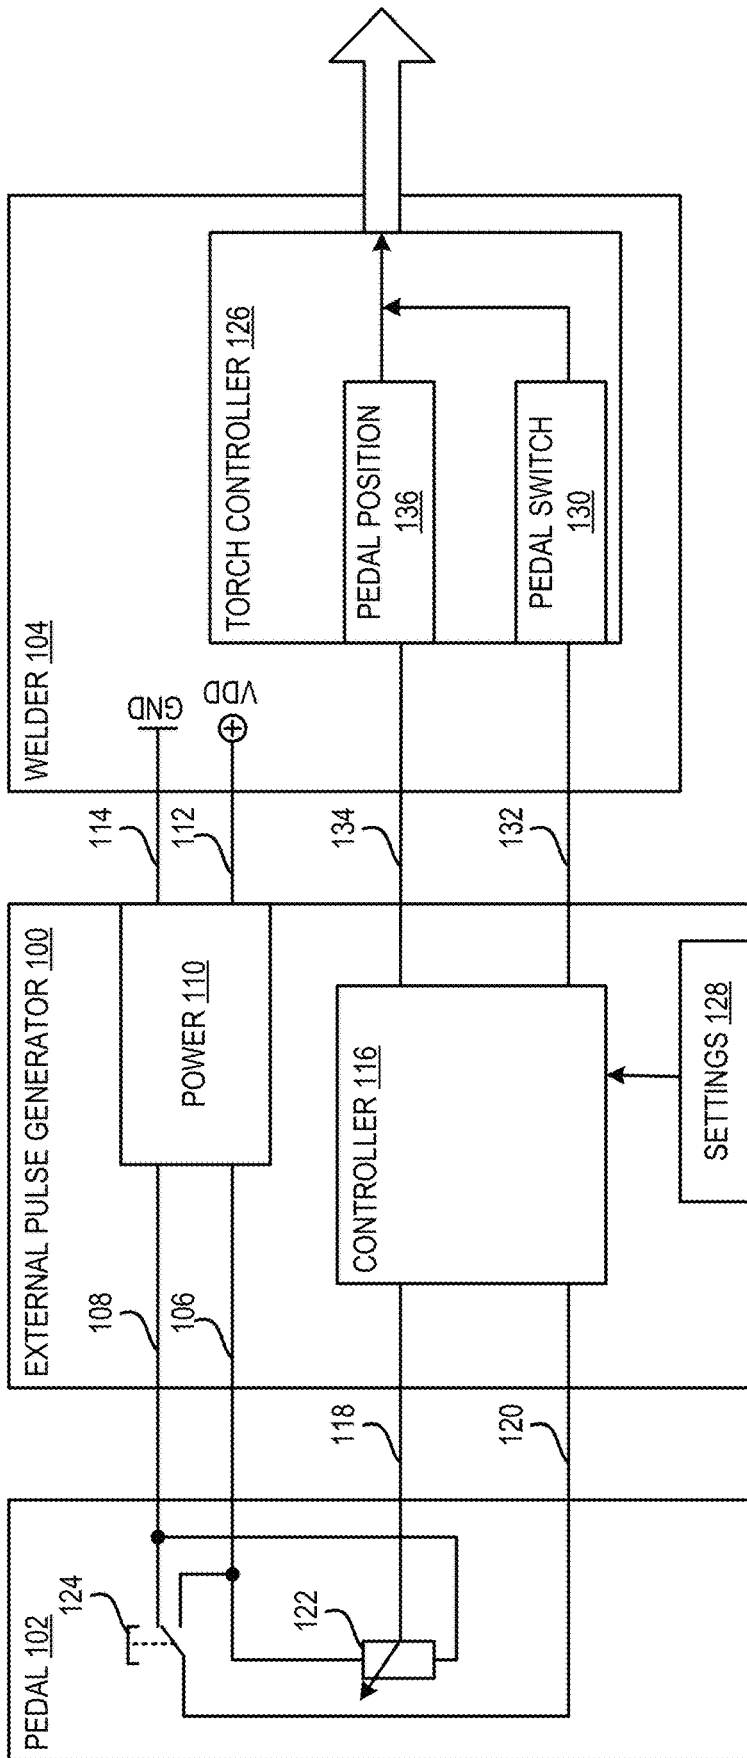 PEDAL 102
124
122
108
106
118
120
EXTERNAL PULSE GENERATOR 100
POWER 110
CONTROLLER 116
SETTINGS 128
114
112
134
132
WELDER 104
GND
VDD
TORCH CONTROLLER 126
PEDAL POSITION
136
PEDAL SWITCH
130